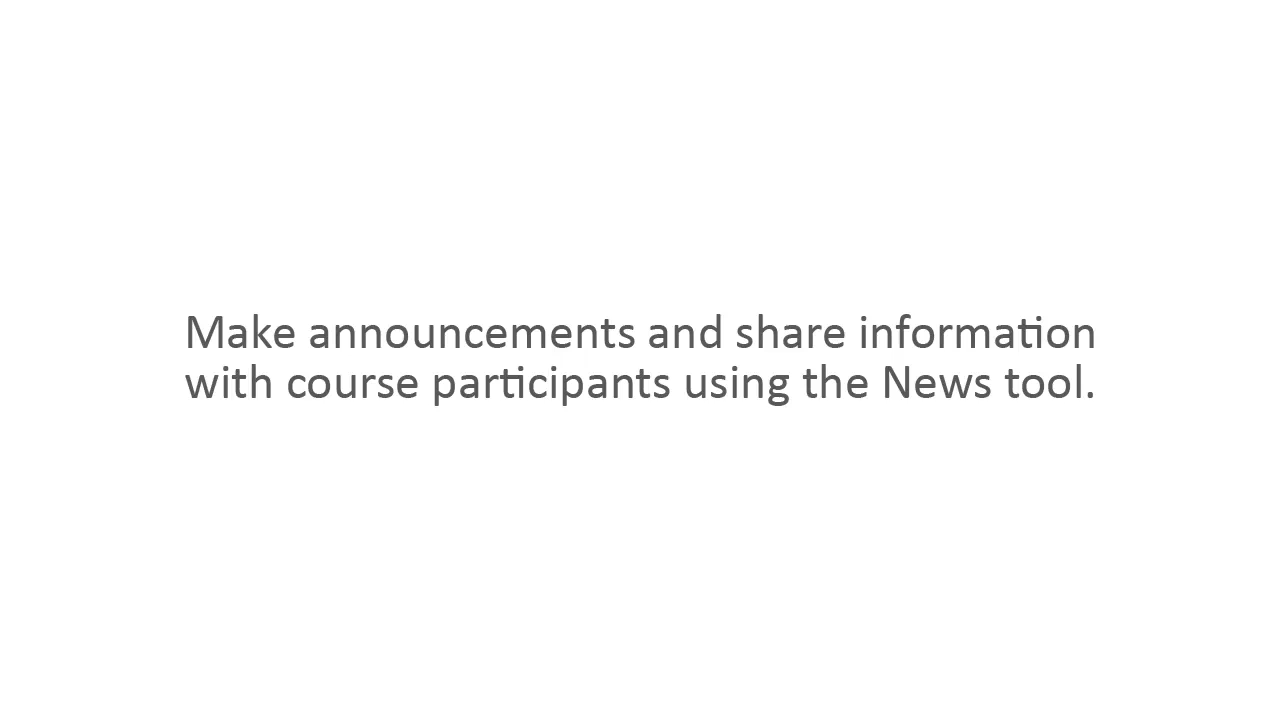 Make announcements and share information
with course participants using the News tool.